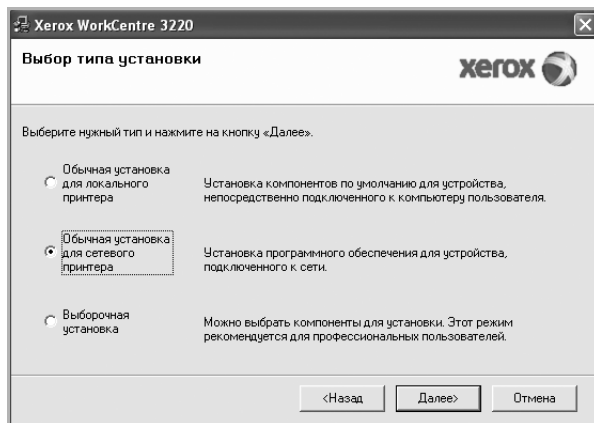 Xerox WorkCentre 3220
Выбор типа установки
xerox
Выберите нужный тип и нажмите на кнопку «Далее».
Обычная установка
для локального
принтера
Установка компонентов по умолчанию для устройства,
непосредственно подключенного к компьютеру пользователя.
Обычная установка
для сетевого
принтера
Установка программного обеспечения для устройства,
подключенного к сети.
Выборочная
установка
Можно выбрать компоненты для установки. Этот режим
рекомендуется для профессиональных пользователей.
<Назад
Далее>
Отмена